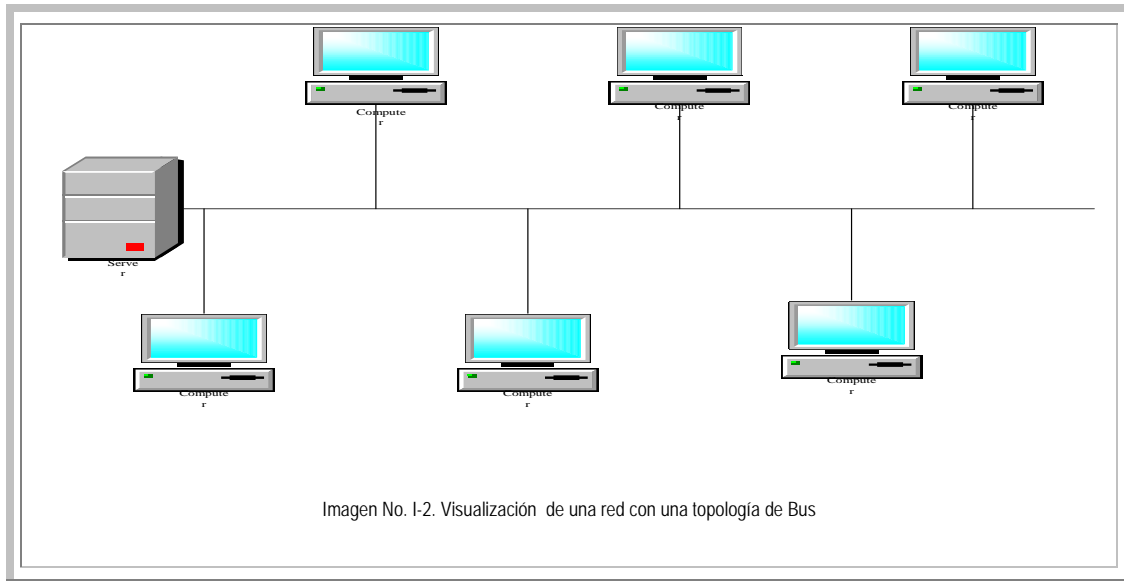 Compute
r
Compute
r
Compute
r
Serve
r
Compute
r
Compute
r
Compute
r
Imagen No. I-2. Visualización de una red con una topología de Bus